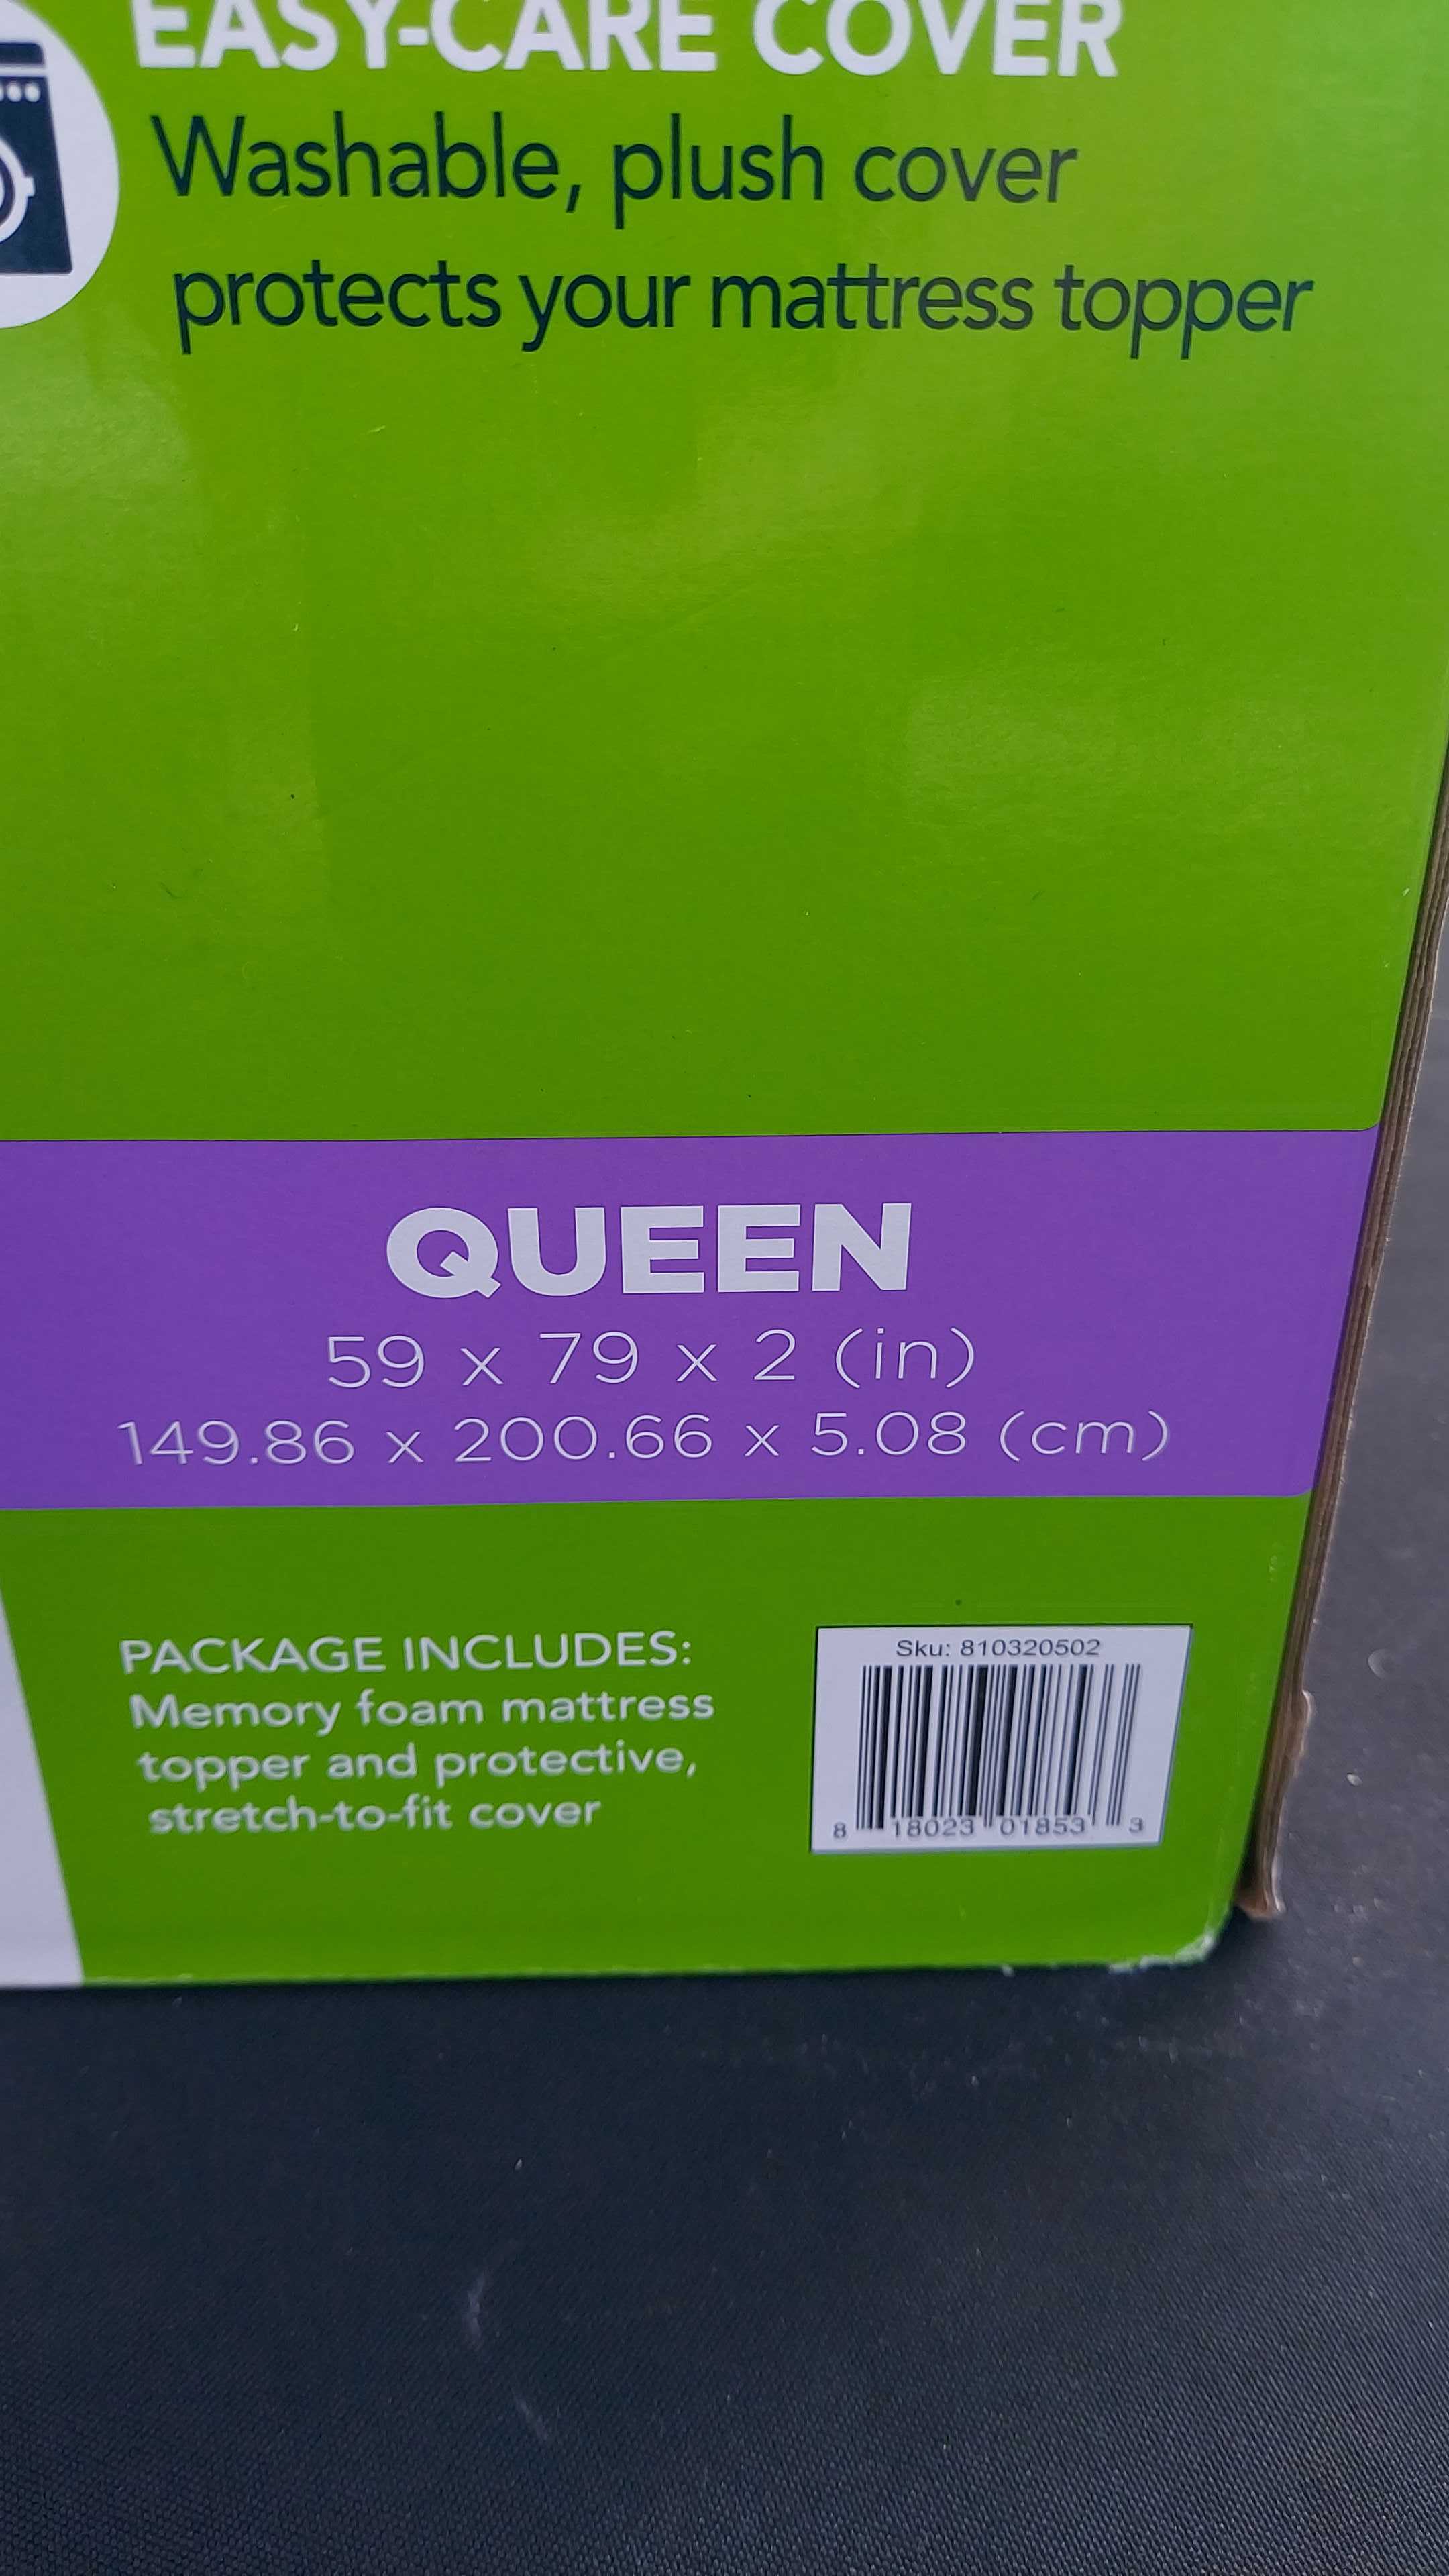 EASY-CARE COVER
Washable, plush cover
protects your mattress topper
QUEEN
59 x 79 x 2 (in)
149.86 x 200.66 x 5.08 (cm)
PACKAGE INCLUDES:
Memory foam mattress
topper and protective,
stretch-to-fit cover
Sku: 810320502
8 18023 01853 3